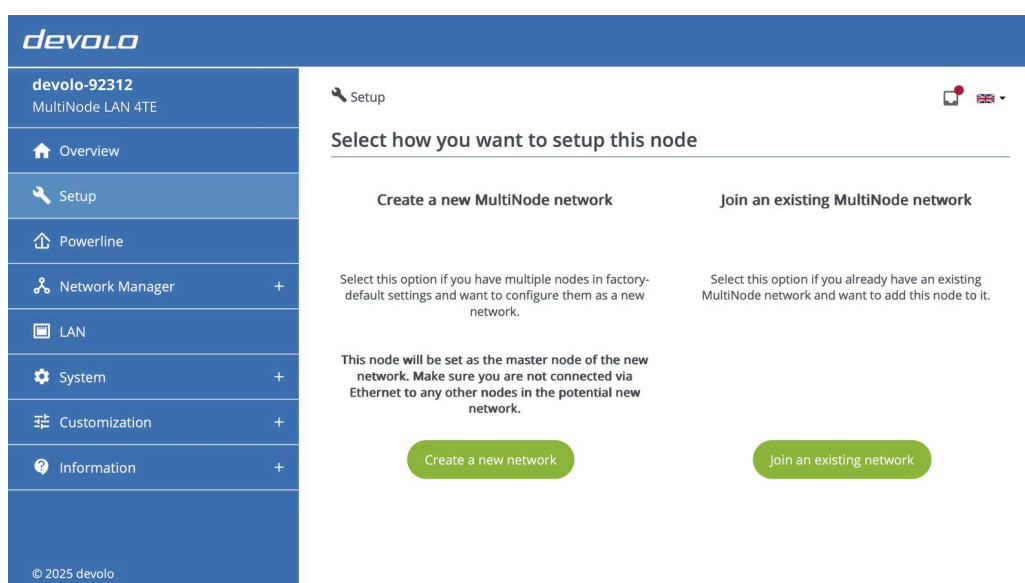 devolo
devolo-92312
MultiNode LAN 4TE
Overview
Setup
Powerline
Network Manager +
LAN
System +
Customization +
Information +
© 2025 devolo
Setup
Select how you want to setup this node
Create a new MultiNode network
Select this option if you have multiple nodes in factory-
default settings and want to configure them as a new
network.
This node will be set as the master node of the new
network. Make sure you are not connected via
Ethernet to any other nodes in the potential new
network.
Create a new network
Join an existing MultiNode network
Select this option if you already have an existing
MultiNode network and want to add this node to it.
Join an existing network